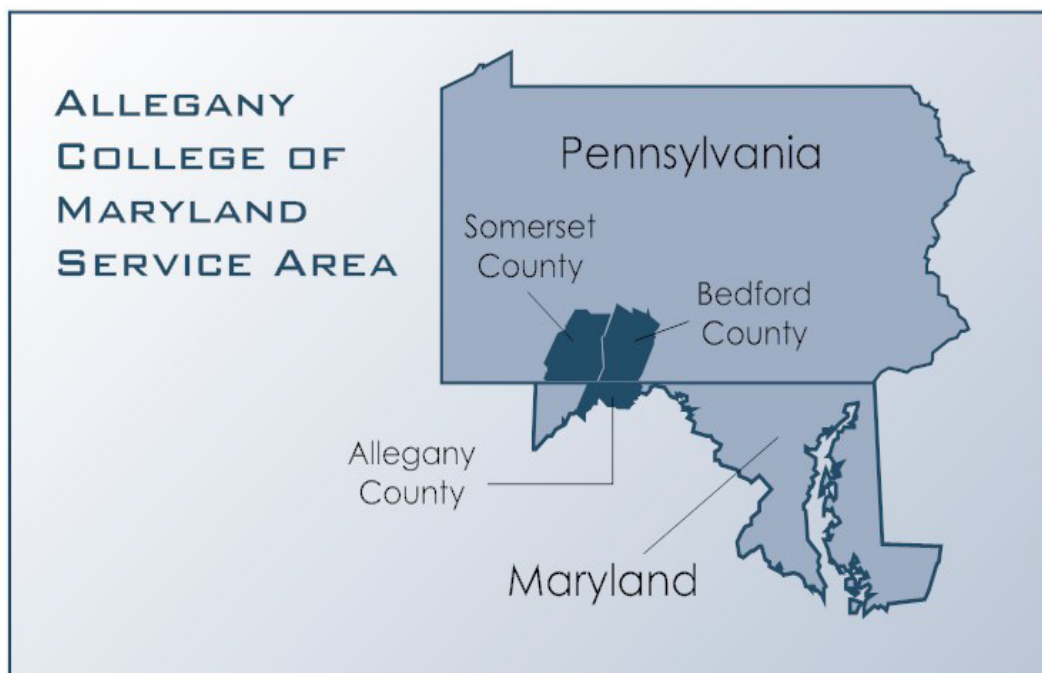 ALLEGANY
COLLEGE OF
MARYLAND
SERVICE AREA
Pennsylvania
Somerset
County
Bedford
County
Allegany
County
Maryland